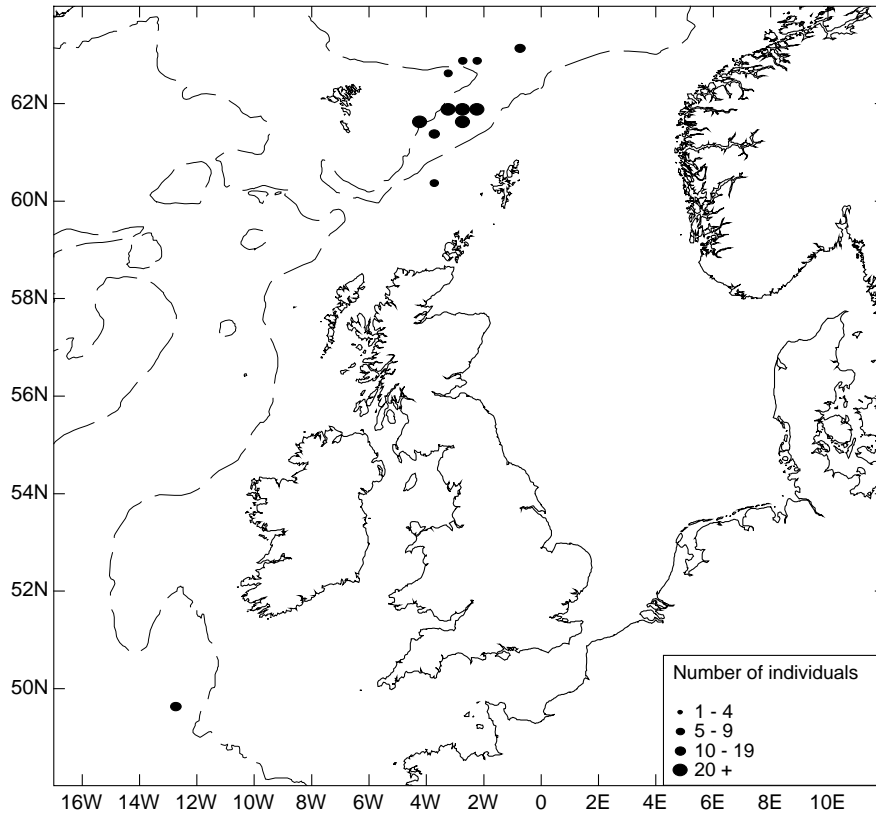 62N
60N
58N
56N
54N
52N
50N
Number of individuals
1 - 4
5 - 9
10 - 19
20 +
16W 14W 12W 10W 8W 6W 4W 2W 0 2E 4E 6E 8E 10E